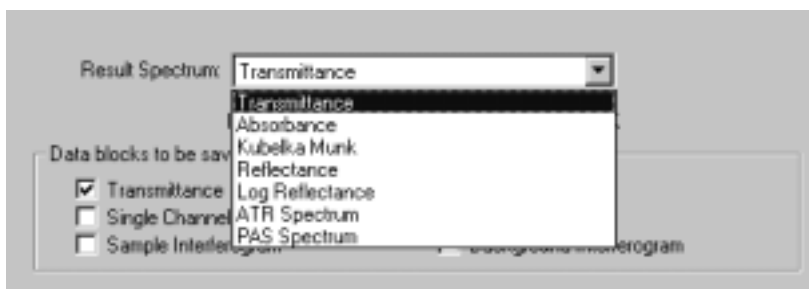 Result Spectrum: Transmittance
Transmittance
Absorbance
Kubelka Munk
Reflectance
Log Reflectance
ATR Spectrum
PAS Spectrum
Data blocks to be sav
Transmittance
Single Channel
Sample Interferogram
Background Interferogram